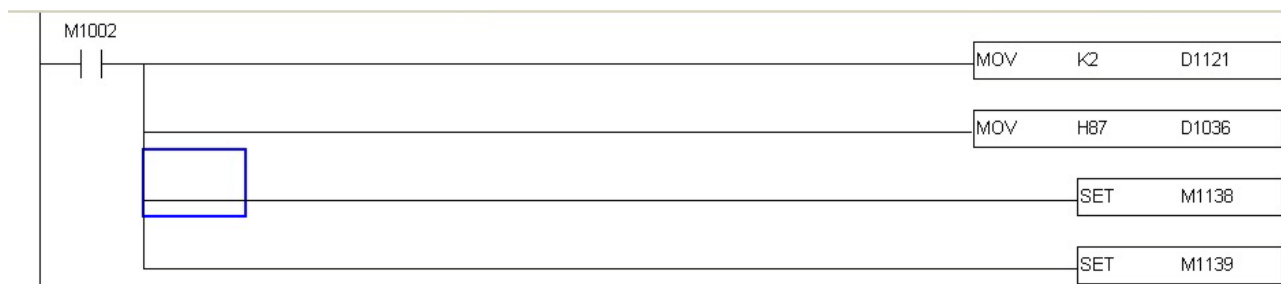 M1002
MOV K2 D1121
MOV H87 D1036
SET M1138
SET M1139